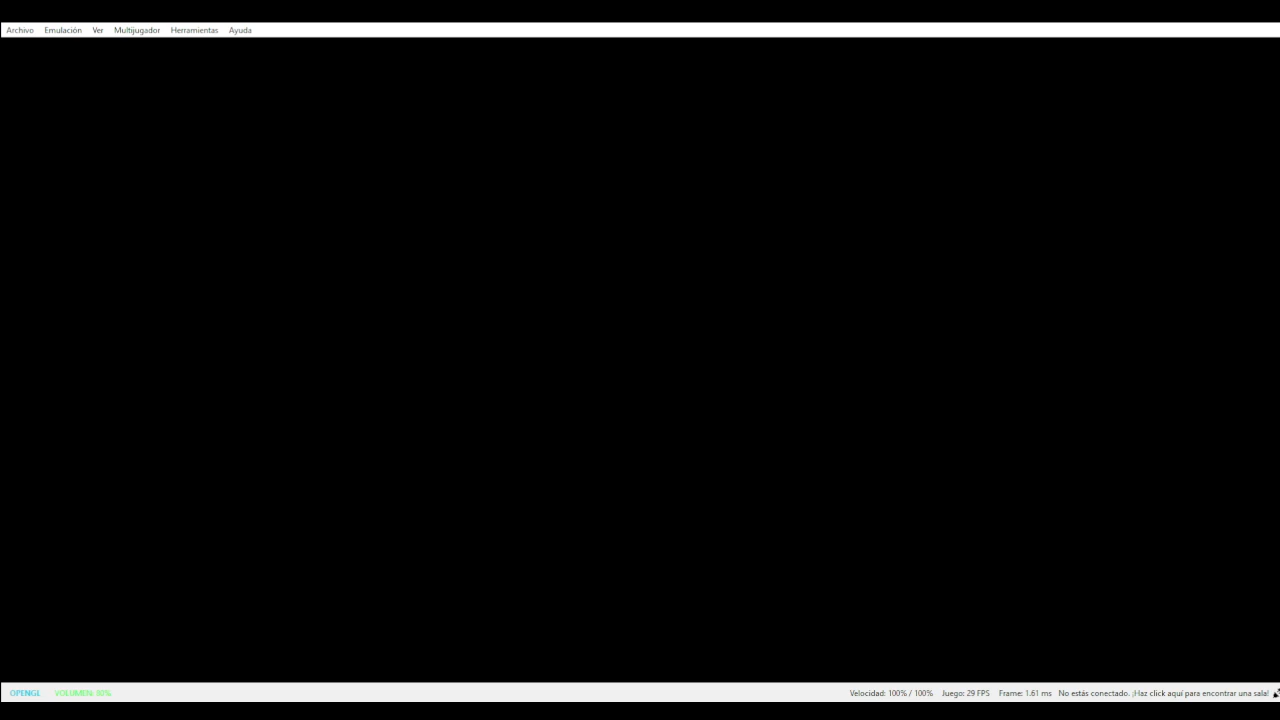 Archivo Emulación Ver Multijugador Herramientas Ayuda
OPENGL VOLUMEN: 80% Velocidad: 100% / 100% Juego: 29 FPS Frame: 1.61 ms No estás conectado. ¡Haz click aquí para encontrar una sala!